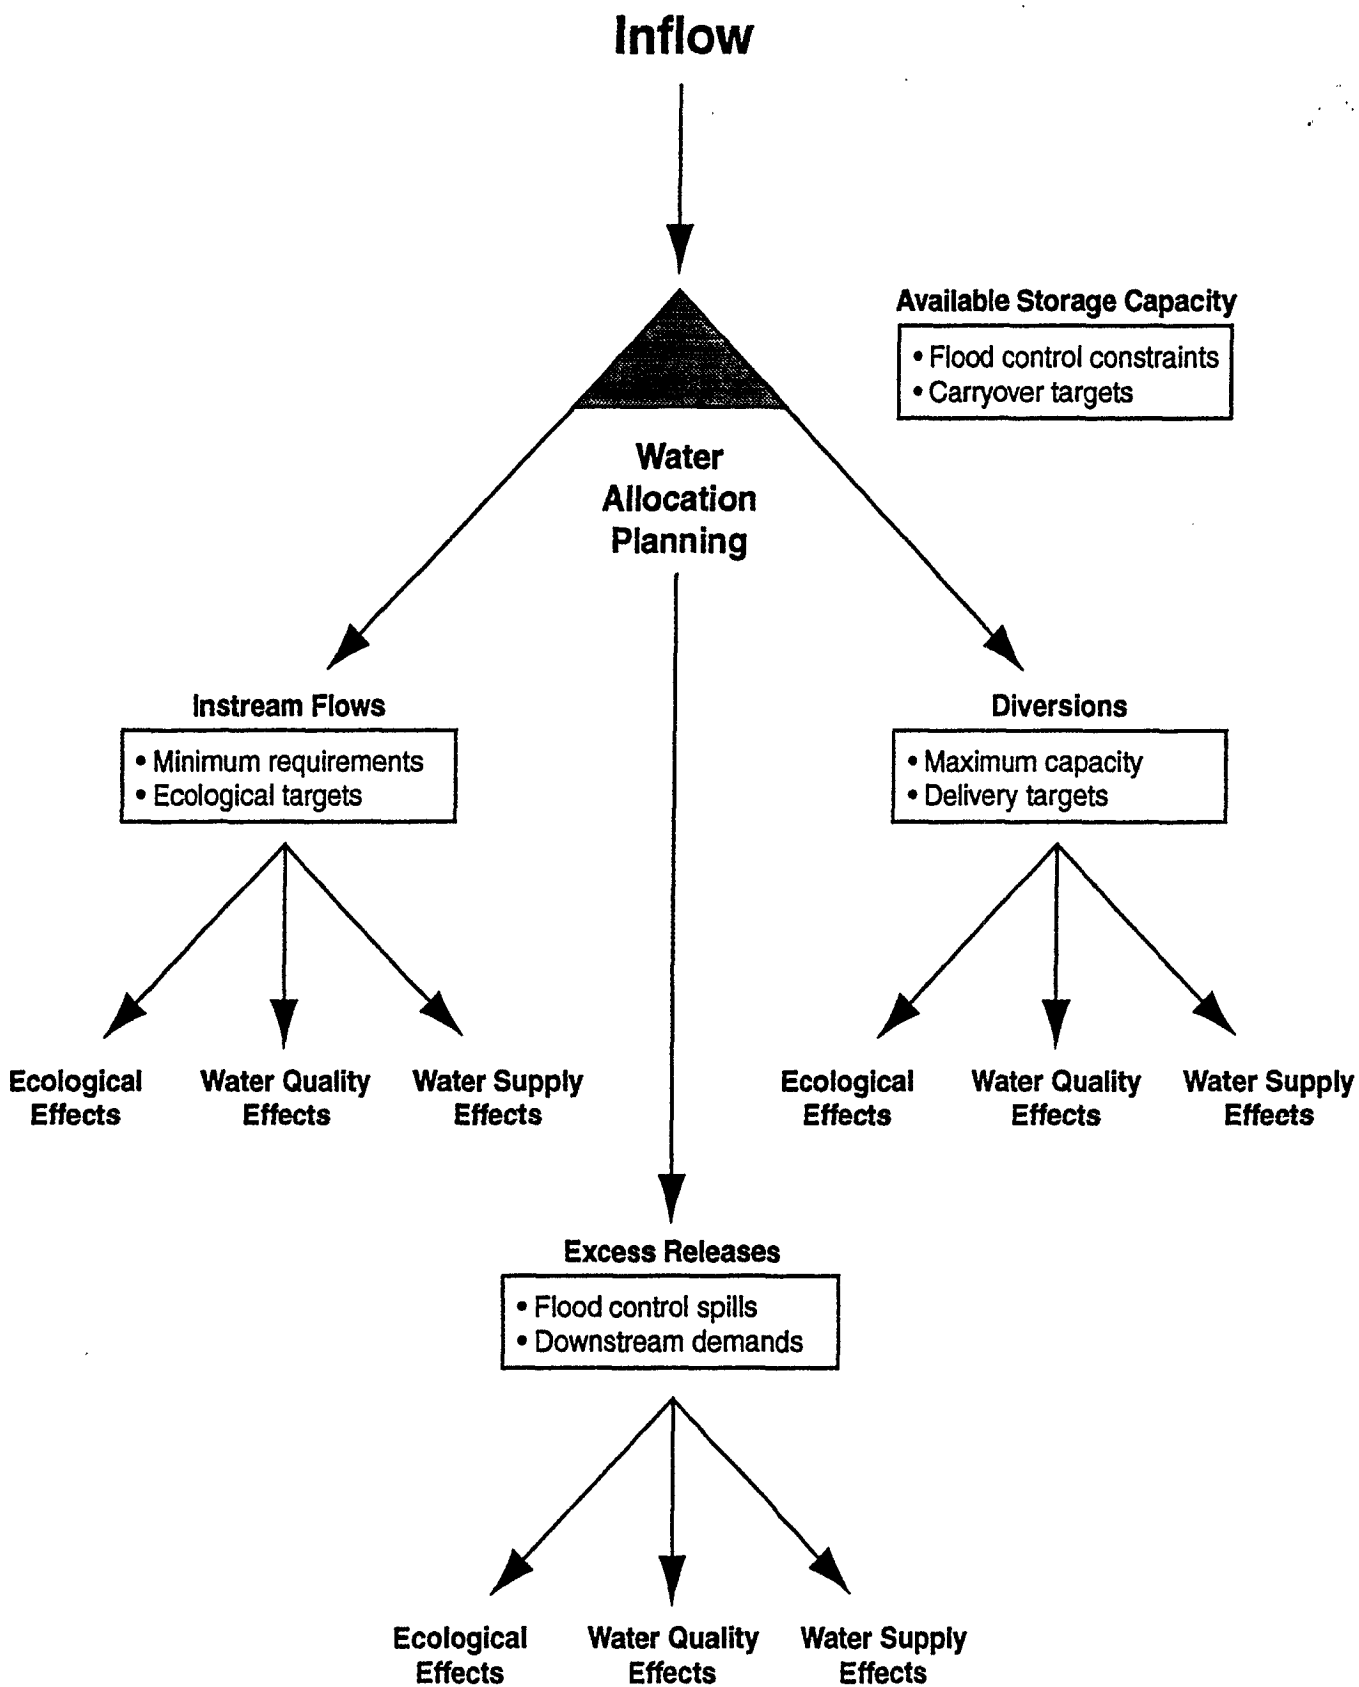 Inflow
Available Storage Capacity
• Flood control constraints
• Carryover targets
Water
Allocation
Planning
Instream Flows
• Minimum requirements
• Ecological targets
Diversions
• Maximum capacity
• Delivery targets
Ecological
Effects
Water Quality
Effects
Water Supply
Effects
Ecological
Effects
Water Quality
Effects
Water Supply
Effects
Excess Releases
• Flood control spills
• Downstream demands
Ecological
Effects
Water Quality
Effects
Water Supply
Effects